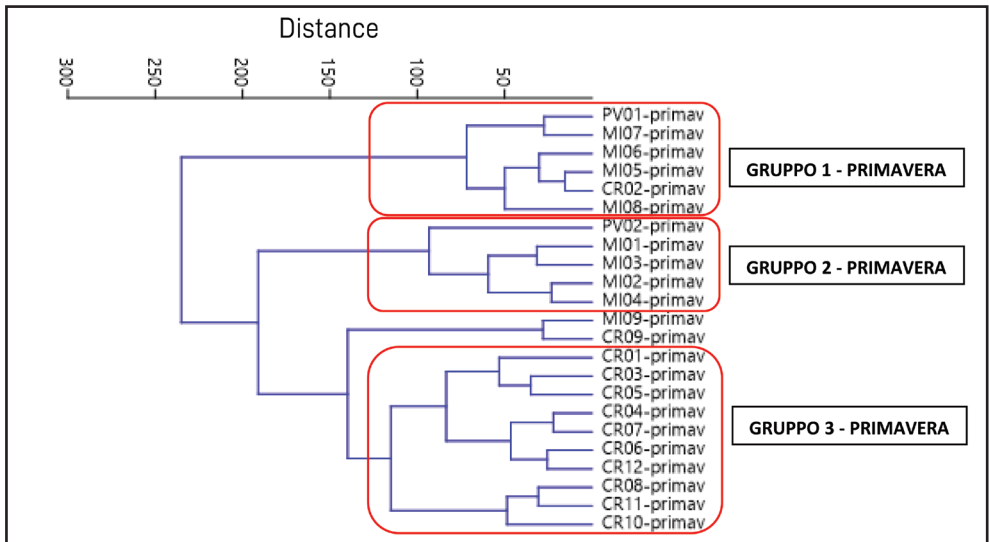 Distance
300 250 200 150 100 50
PV01-primav
MI07-primav
MI06-primav
MI05-primav
CR02-primav
MI08-primav
GRUPPO 1 - PRIMAVERA
PV02-primav
MI01-primav
MI03-primav
MI02-primav
MI04-primav
GRUPPO 2 - PRIMAVERA
MI09-primav
CR09-primav
CR01-primav
CR03-primav
CR05-primav
CR04-primav
CR07-primav
CR06-primav
CR12-primav
CR08-primav
CR11-primav
CR10-primav
GRUPPO 3 - PRIMAVERA